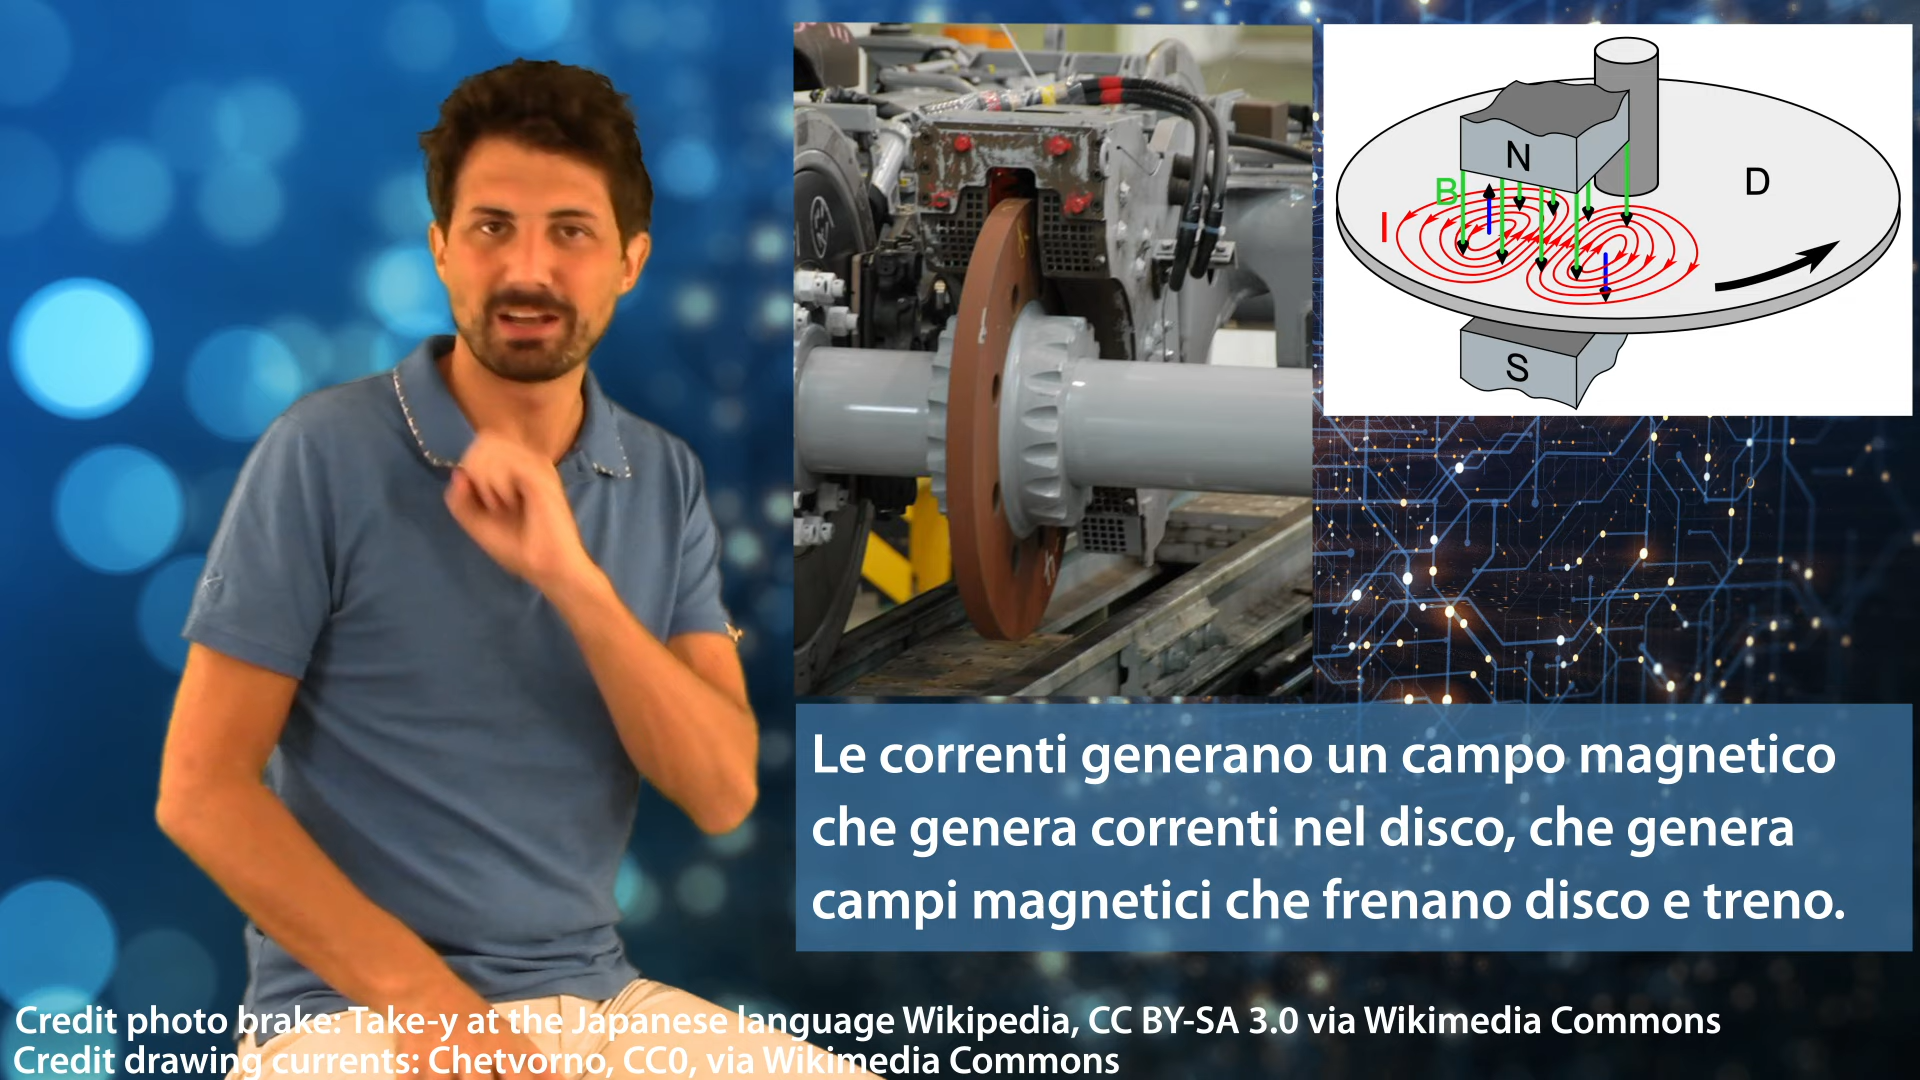 N
B
I
D
S
Le correnti generano un campo magnetico
che genera correnti nel disco, che genera
campi magnetici che frenano disco e treno.
Credit photo brake: Take-y at the Japanese language Wikipedia, CC BY-SA 3.0 via Wikimedia Commons
Credit drawing currents: Chetvorno, CC0, via Wikimedia Commons